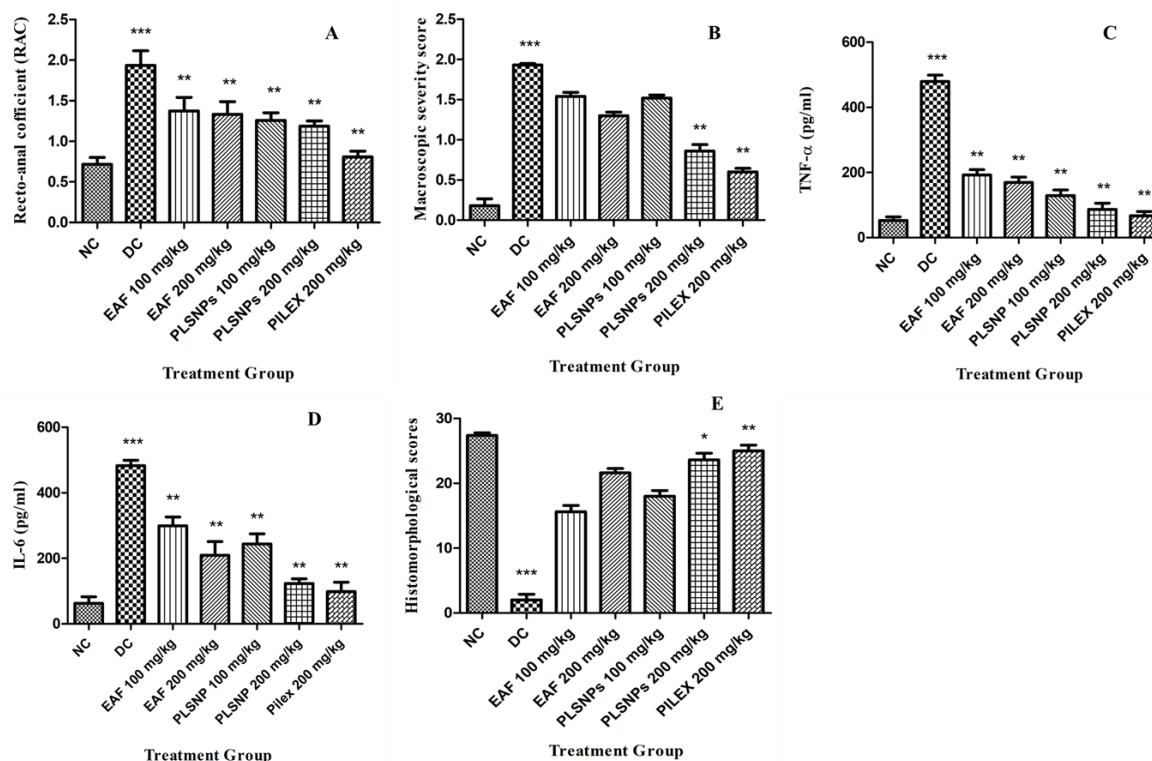 A
Recto-anal cofficient (RAC)
2.5
2.0
1.5
1.0
0.5
0.0
***
**
**
**
**
**
NC
DC
EAF 100 mg/kg
EAF 200 mg/kg
PLSNPs 100 mg/kg
PLSNPs 200 mg/kg
PILEX 200 mg/kg
Treatment Group
B
Macroscopic severity score
2.5
2.0
1.5
1.0
0.5
0.0
***
**
**
NC
DC
EAF 100 mg/kg
EAF 200 mg/kg
PLSNPs 100 mg/kg
PLSNPs 200 mg/kg
PILEX 200 mg/kg
Treatment Group
C
TNF-α (pg/ml)
600
400
200
0
***
**
**
**
**
**
NC
DC
EAF 100 mg/kg
EAF 200 mg/kg
PLSNP 100 mg/kg
PLSNP 200 mg/kg
PILEX 200 mg/kg
Treatment Group
D
IL-6 (pg/ml)
600
400
200
0
***
**
**
**
**
**
NC
DC
EAF 100 mg/kg
EAF 200 mg/kg
PLSNP 100 mg/kg
PLSNP 200 mg/kg
Pilex 200 mg/kg
Treatment Group
E
Histomorphological scores
30
20
10
0
***
*
**
NC
DC
EAF 100 mg/kg
EAF 200 mg/kg
PLSNPs 100 mg/kg
PLSNPs 200 mg/kg
PILEX 200 mg/kg
Treatment Group